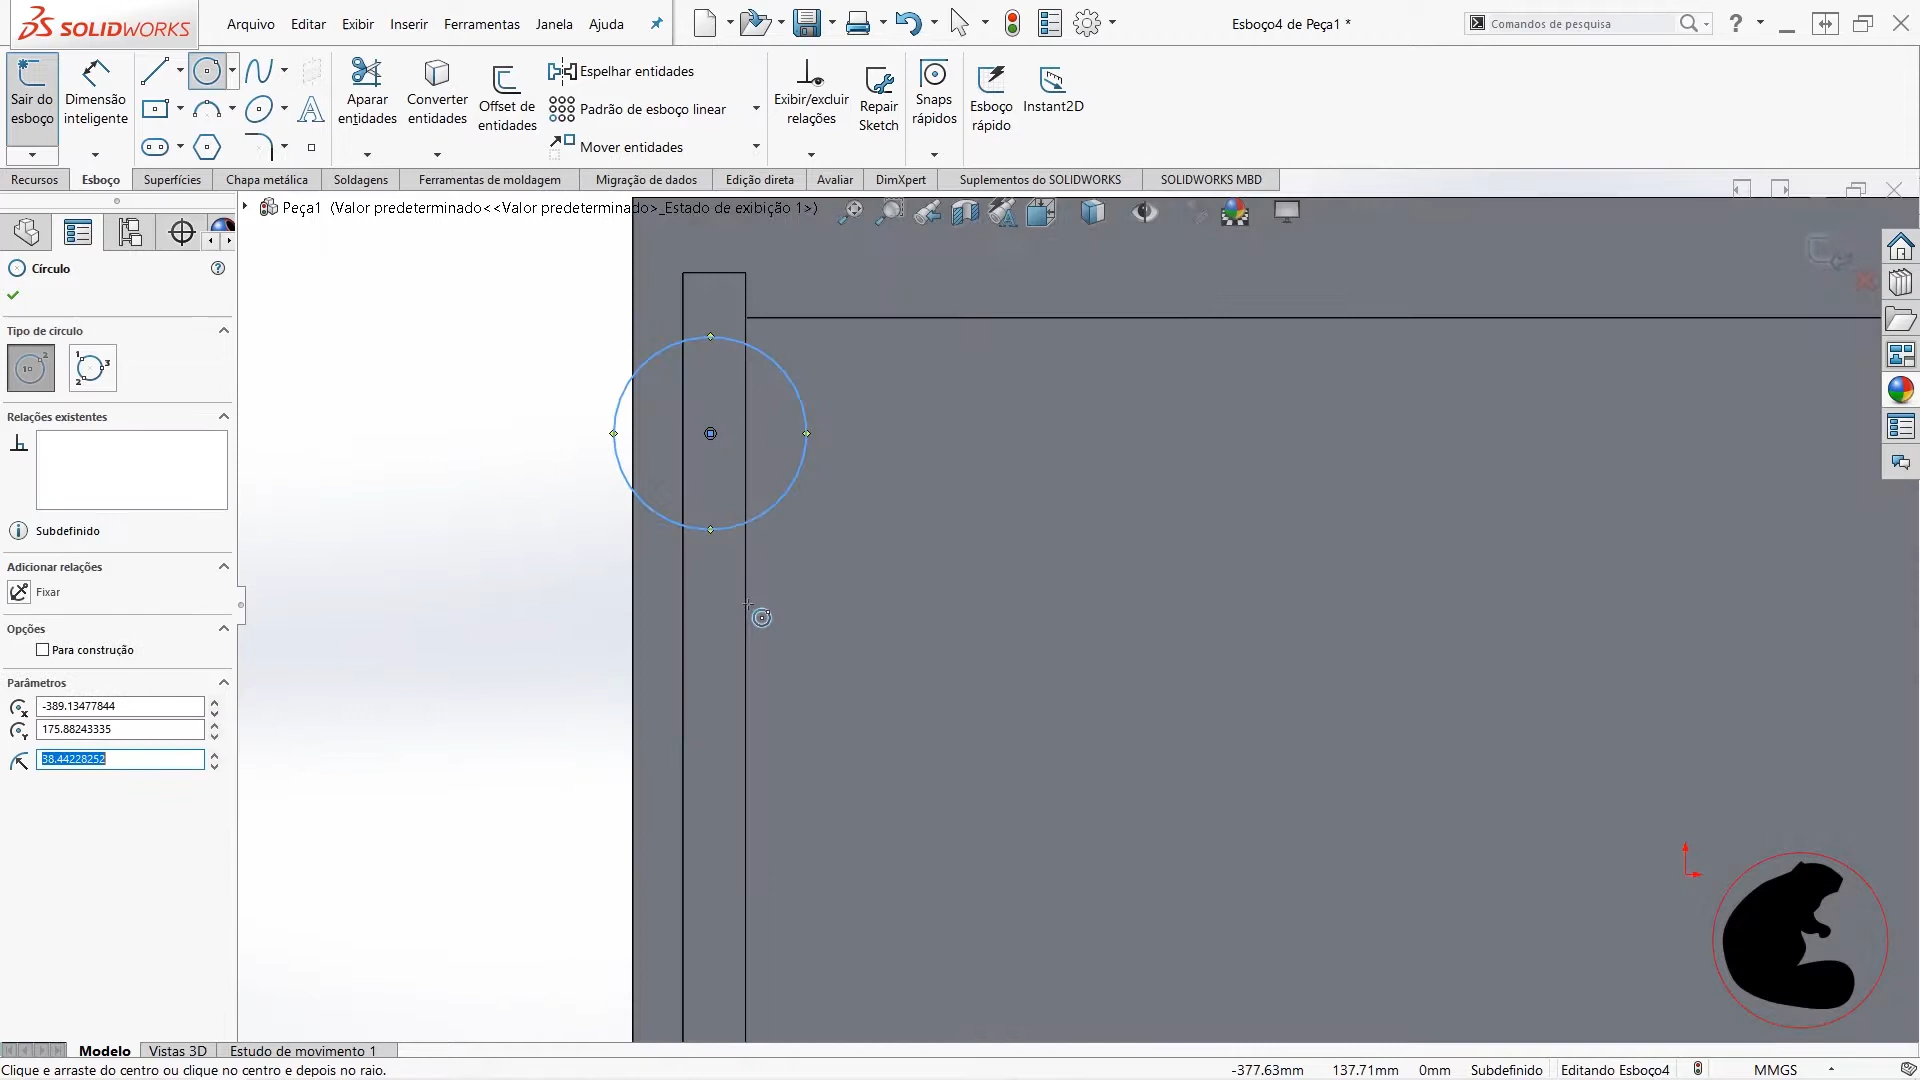 SOLIDWORKS
Arquivo Editar Exibir Inserir Ferramentas Janela Ajuda
Esboço4 de Peça1 *
Comandos de pesquisa
?
Sair do esboço
Dimensão inteligente
Aparar entidades
Converter entidades
Offset de entidades
Espelhar entidades
Padrão de esboço linear
Mover entidades
Exibir/excluir relações
Repair Sketch
Snaps rápidos
Esboço rápido
Instant2D
Recursos Esboço Superfícies Chapa metálica Soldagens Ferramentas de moldagem Migração de dados Edição direta Avaliar DimXpert Suplementos do SOLIDWORKS SOLIDWORKS MBD
Peça1 (Valor predeterminado<<Valor predeterminado>_Estado de exibição 1>)
Círculo
Tipo de círculo
Relações existentes
Subdefinido
Adicionar relações
Fixar
Opções
Para construção
Parâmetros
-389.13477844
175.88243335
38.44228252
Modelo Vistas 3D Estudo de movimento 1
Clique e arraste do centro ou clique no centro e depois no raio.
-377.63mm 137.71mm 0mm Subdefinido Editando Esboço4 MMGS